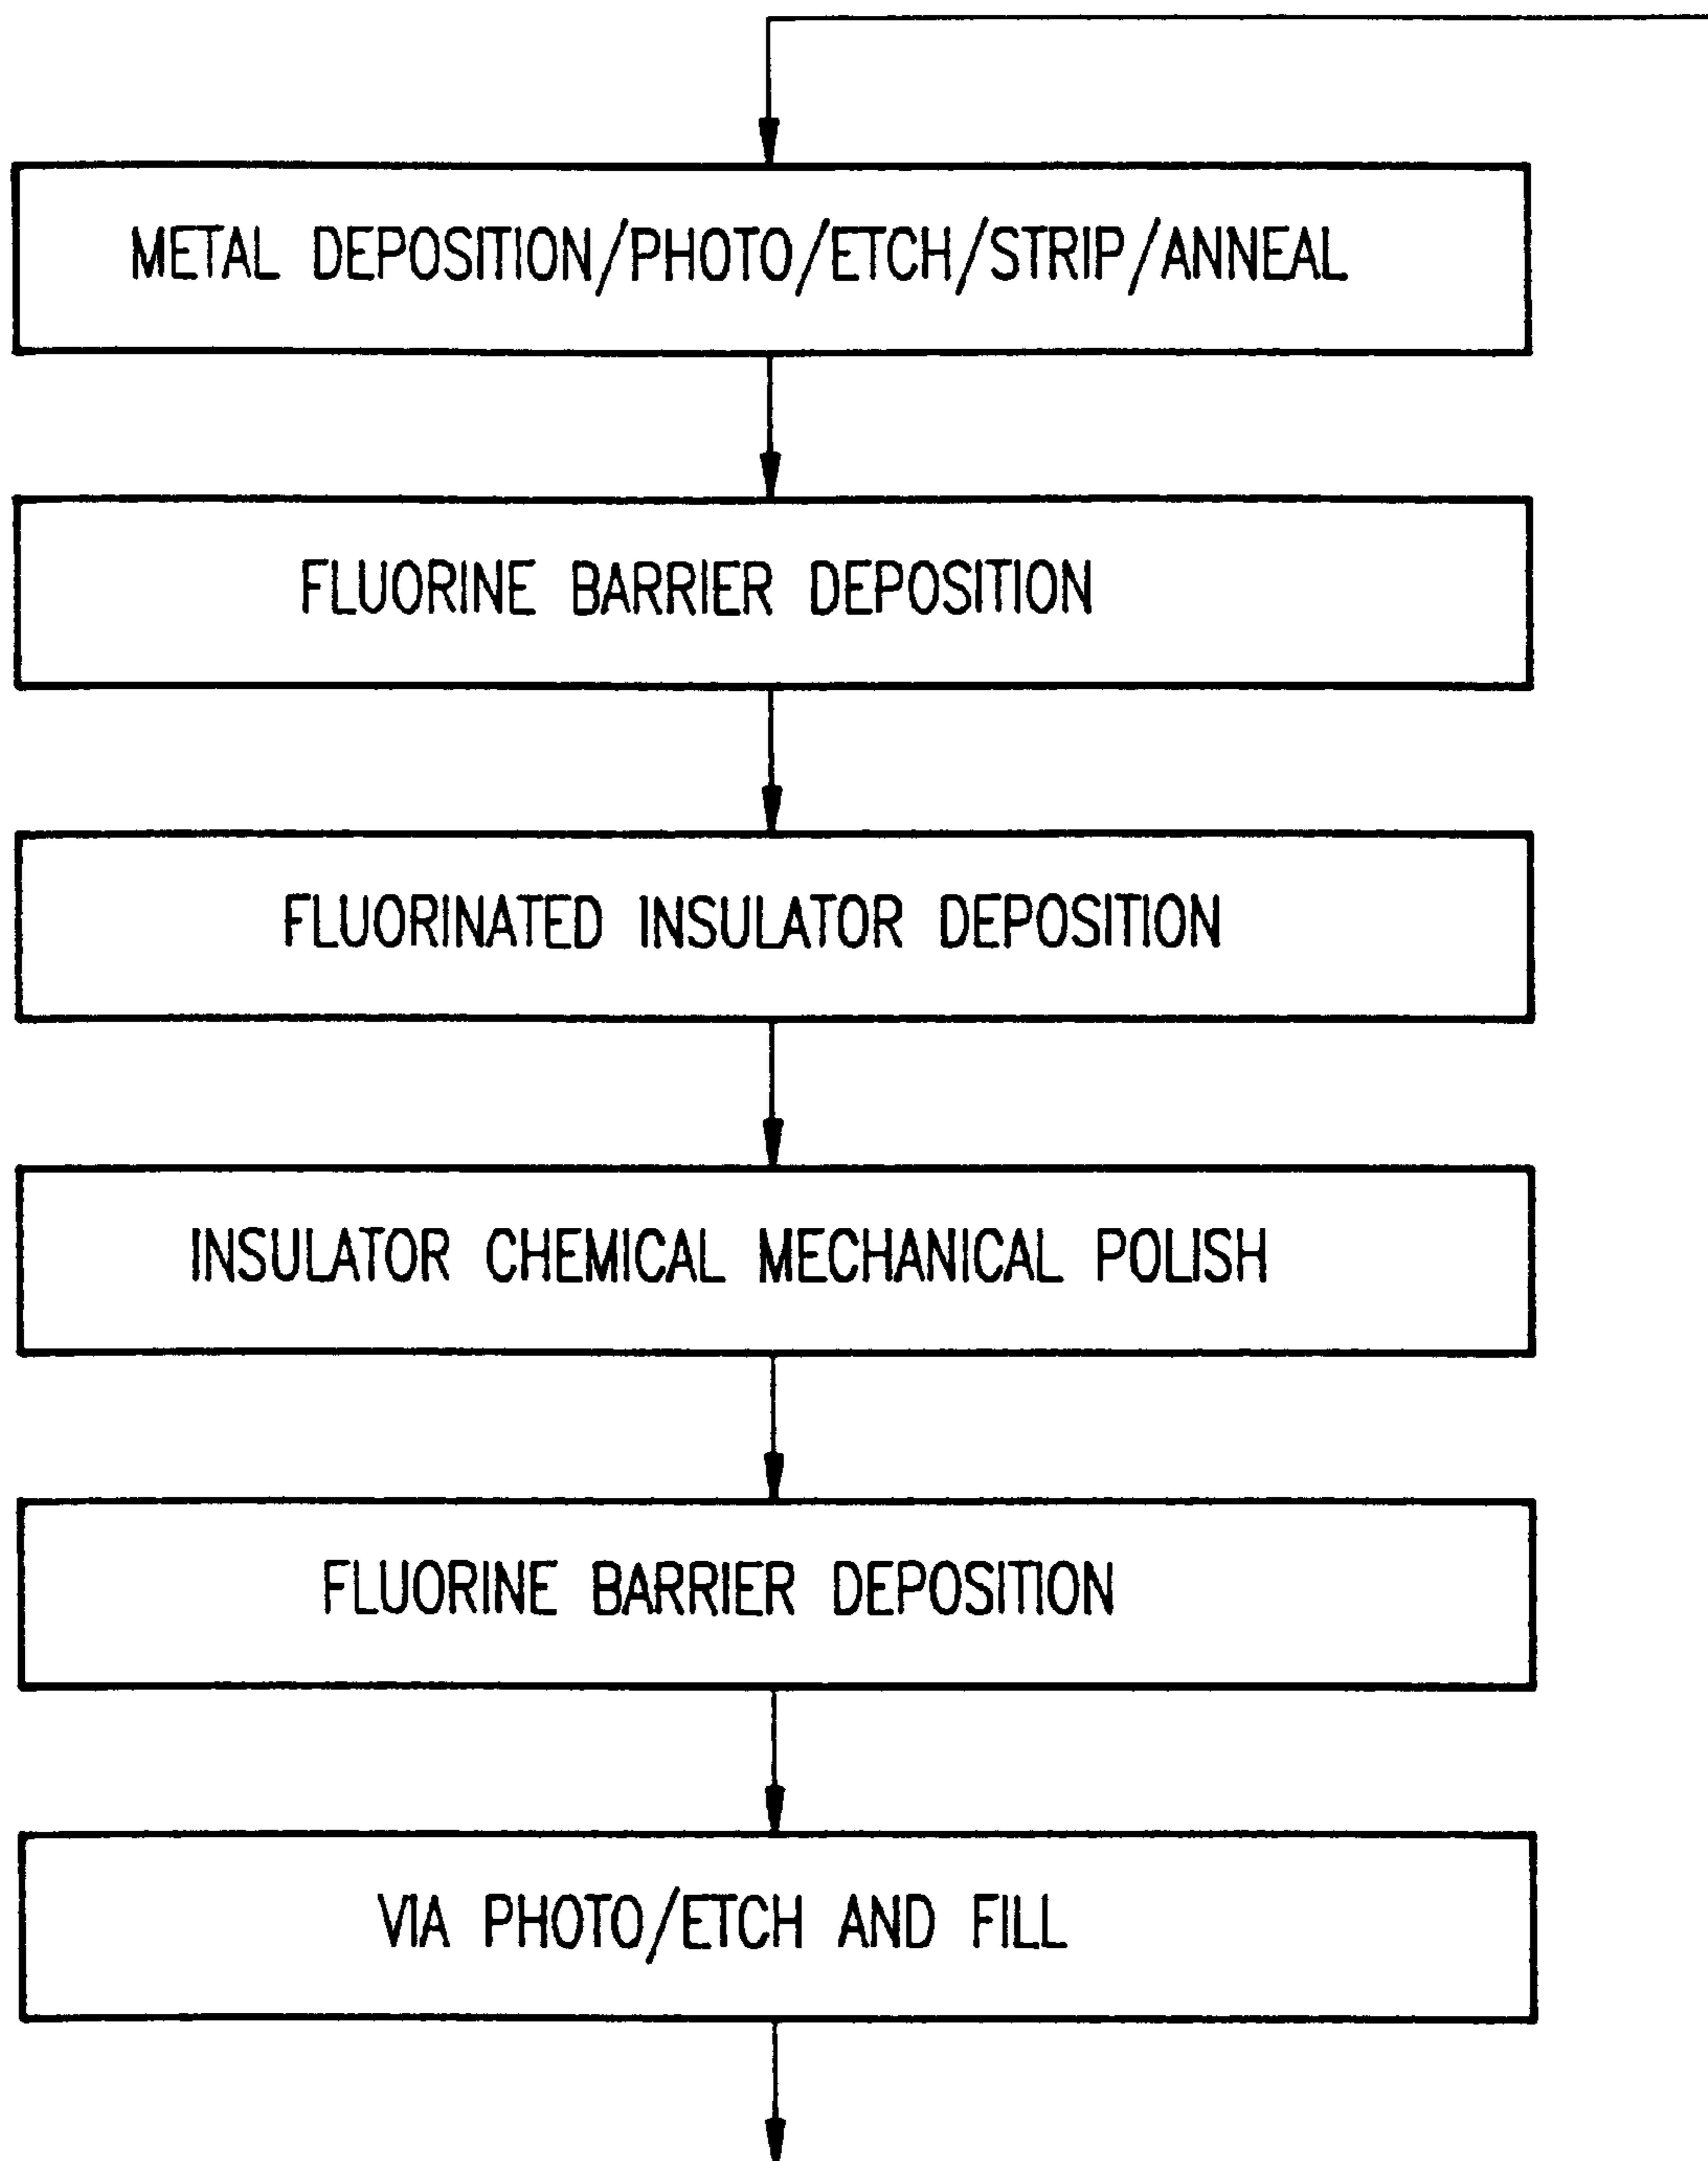 METAL DEPOSITION/PHOTO/ETCH/STRIP/ANNEAL
FLUORINE BARRIER DEPOSITION
FLUORINATED INSULATOR DEPOSITION
INSULATOR CHEMICAL MECHANICAL POLISH
FLUORINE BARRIER DEPOSITION
VIA PHOTO/ETCH AND FILL